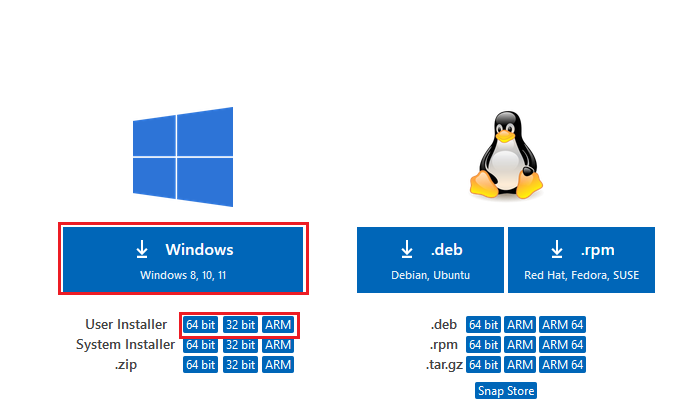 Windows
Windows 8, 10, 11
User Installer 64 bit 32 bit ARM
System Installer 64 bit 32 bit ARM
.zip 64 bit 32 bit ARM
.deb
Debian, Ubuntu
.rpm
Red Hat, Fedora, SUSE
.deb 64 bit ARM ARM 64
.rpm 64 bit ARM ARM 64
.tar.gz 64 bit ARM ARM 64
Snap Store